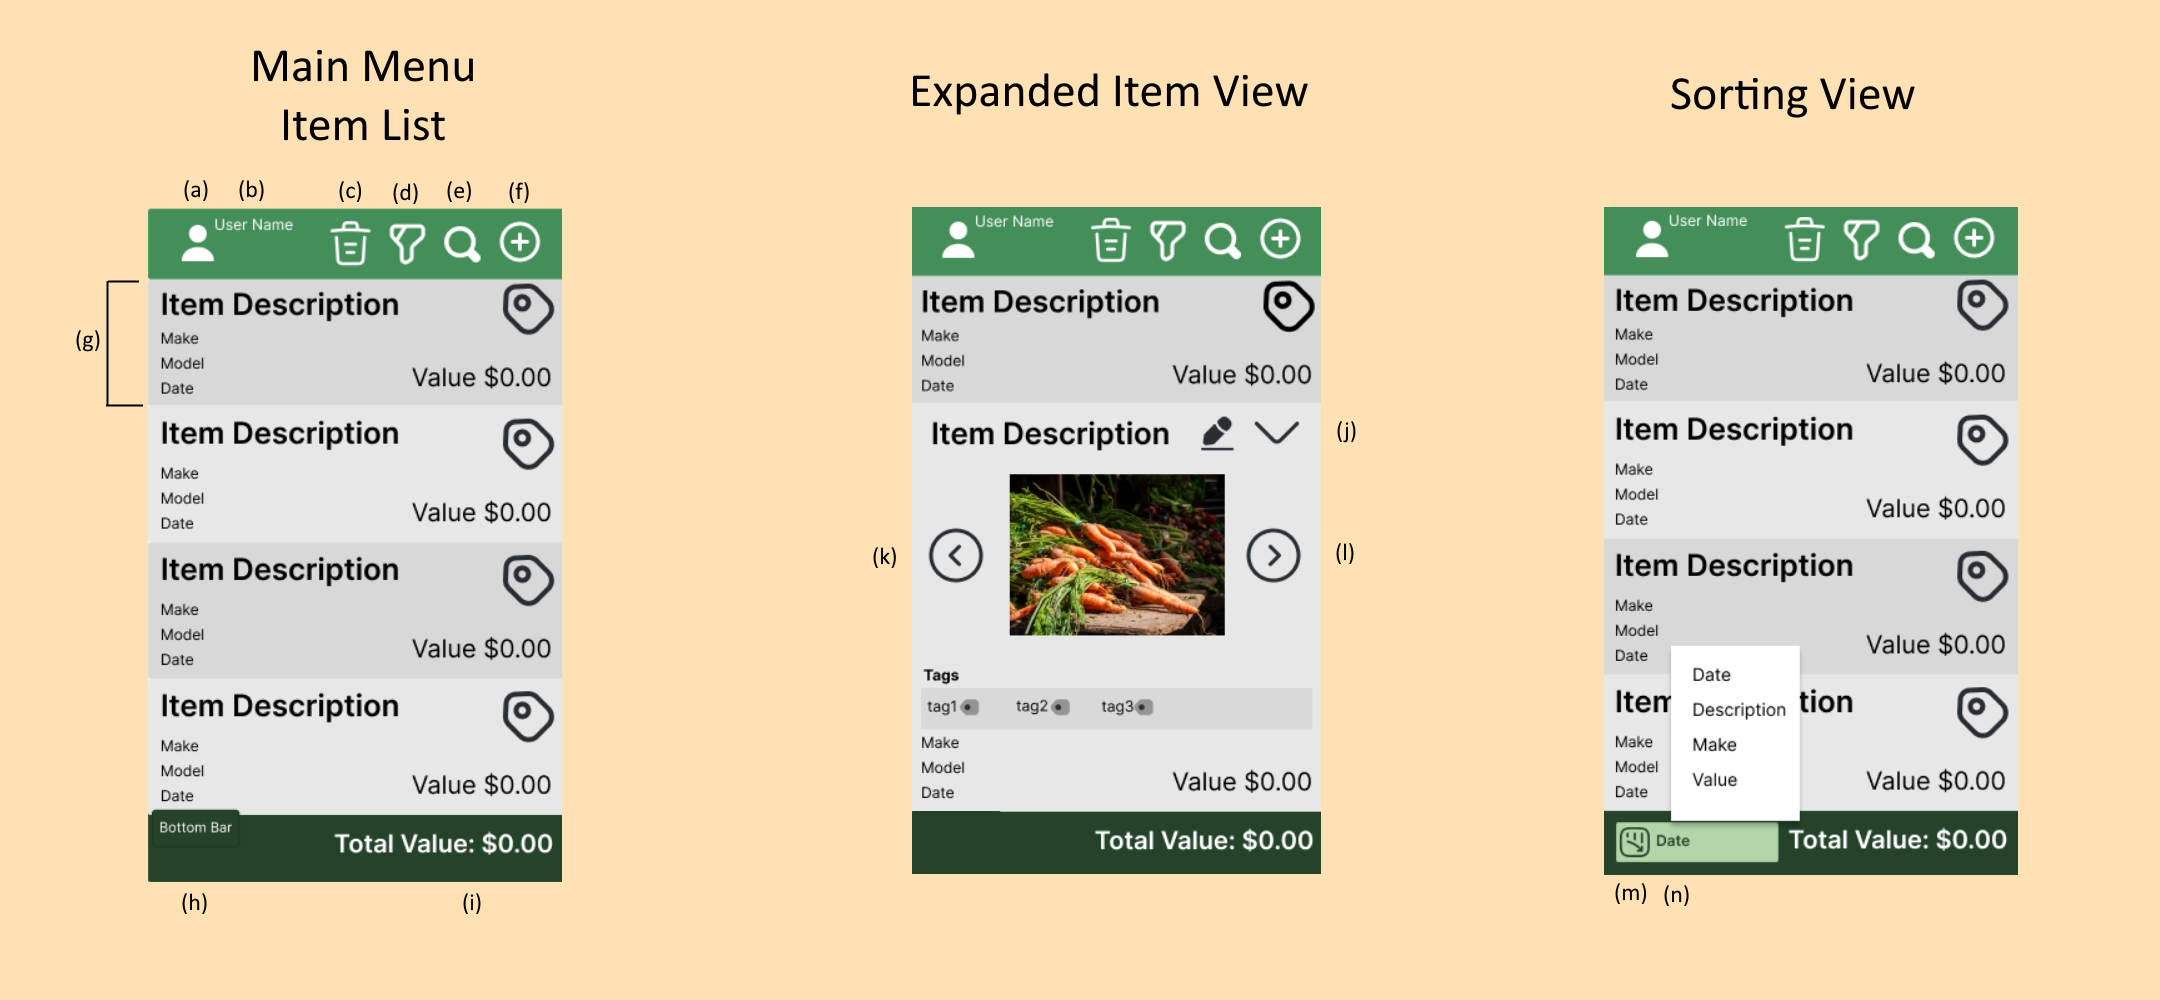 Main Menu
Item List
(a) (b) (c) (d) (e) (f)
User Name
(g)
Item Description
Make
Model
Date
Value $0.00
Item Description
Make
Model
Date
Value $0.00
Item Description
Make
Model
Date
Value $0.00
Item Description
Make
Model
Date
Value $0.00
Bottom Bar
Total Value: $0.00
(h) (i)
Expanded Item View
User Name
Item Description
Make
Model
Date
Value $0.00
Item Description
(j)
(k)
(l)
Tags
tag1 tag2 tag3
Make
Model
Date
Value $0.00
Total Value: $0.00
Sorting View
User Name
Item Description
Make
Model
Date
Value $0.00
Item Description
Make
Model
Date
Value $0.00
Item Description
Make
Model
Date
Value $0.00
Item tion
Make
Model
Date
Value $0.00
Date
Description
Make
Value
Date
Total Value: $0.00
(m) (n)